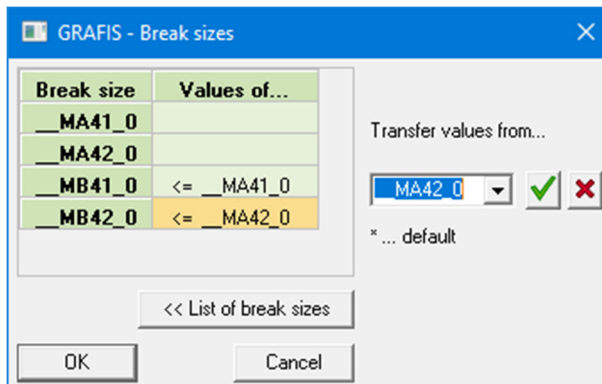 GRAFIS - Break sizes
Break size Values of...
__MA41_0
__MA42_0
__MB41_0 <= __MA41_0
__MB42_0 <= __MA42_0
Transfer values from...
__MA42_0
* ... default
<< List of break sizes
OK Cancel